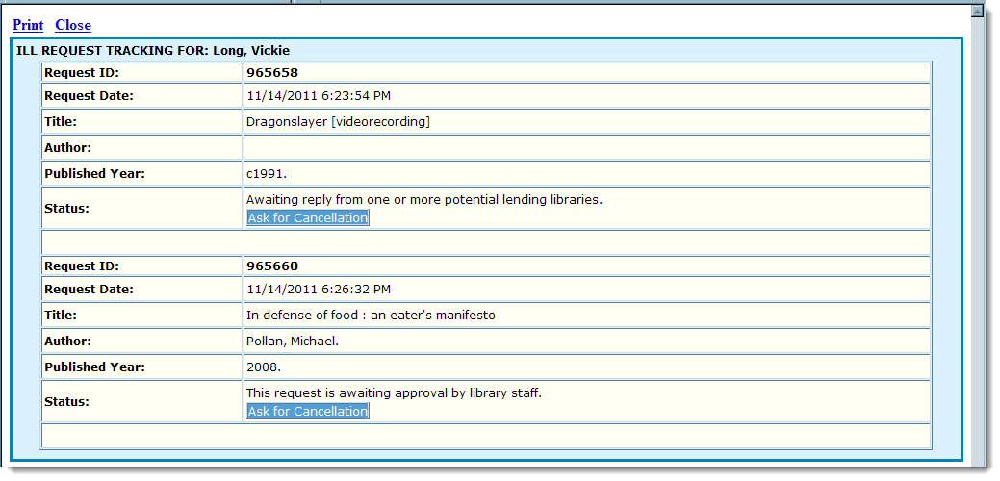 Print Close
ILL REQUEST TRACKING FOR: Long, Vickie
Request ID: 965658
Request Date: 11/14/2011 6:23:54 PM
Title: Dragonslayer [videorecording]
Author:
Published Year: c1991.
Status: Awaiting reply from one or more potential lending libraries.
Ask for Cancellation
Request ID: 965660
Request Date: 11/14/2011 6:26:32 PM
Title: In defense of food : an eater's manifesto
Author: Pollan, Michael.
Published Year: 2008.
Status: This request is awaiting approval by library staff.
Ask for Cancellation